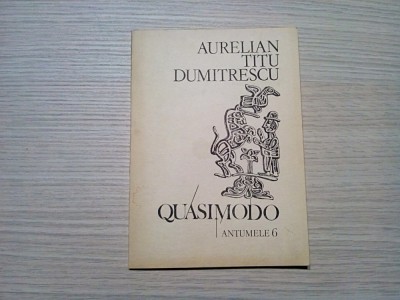 AURELIAN
TITU
DUMITRESCU
QUASIMODO
ANTUMELE 6